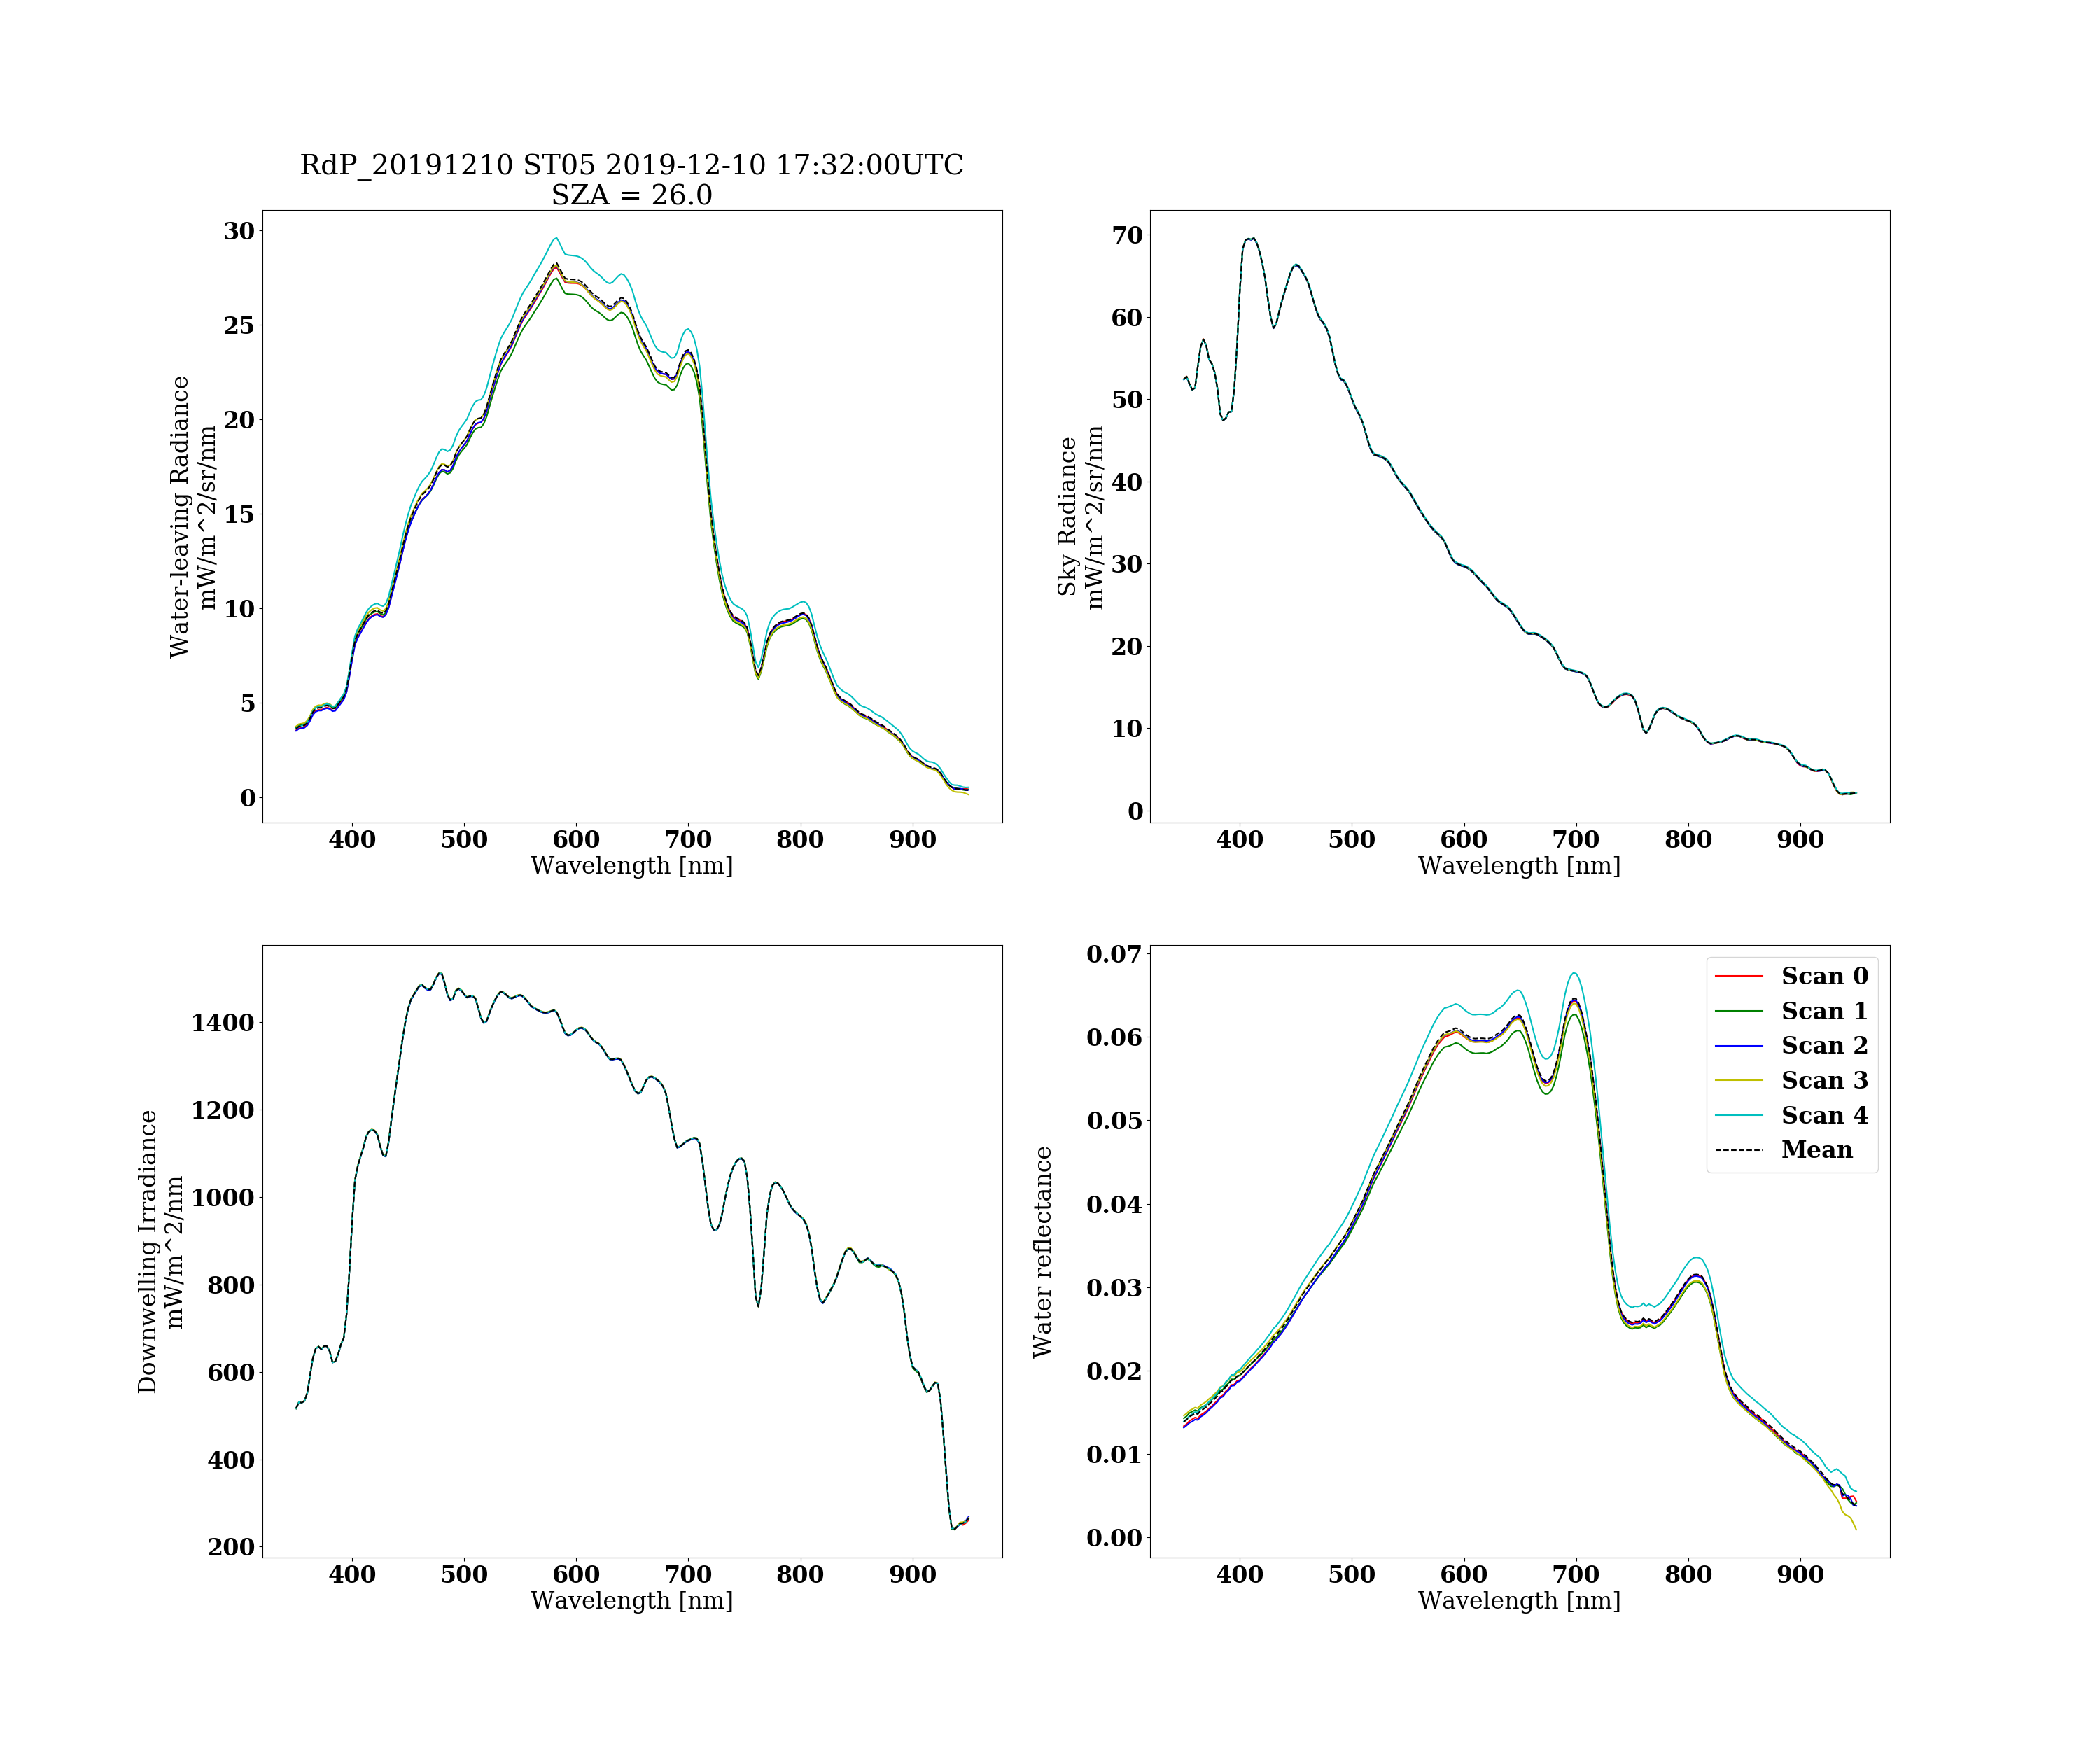 RdP_20191210 ST05 2019-12-10 17:32:00UTC
SZA = 26.0
Water-leaving Radiance
mW/m^2/sr/nm
30
25
20
15
10
5
0
400 500 600 700 800 900
Wavelength [nm]
Sky Radiance
mW/m^2/sr/nm
70
60
50
40
30
20
10
0
400 500 600 700 800 900
Wavelength [nm]
Downwelling Irradiance
mW/m^2/nm
1400
1200
1000
800
600
400
200
400 500 600 700 800 900
Wavelength [nm]
Water reflectance
0.07
0.06
0.05
0.04
0.03
0.02
0.01
0.00
400 500 600 700 800 900
Wavelength [nm]
Scan 0
Scan 1
Scan 2
Scan 3
Scan 4
Mean